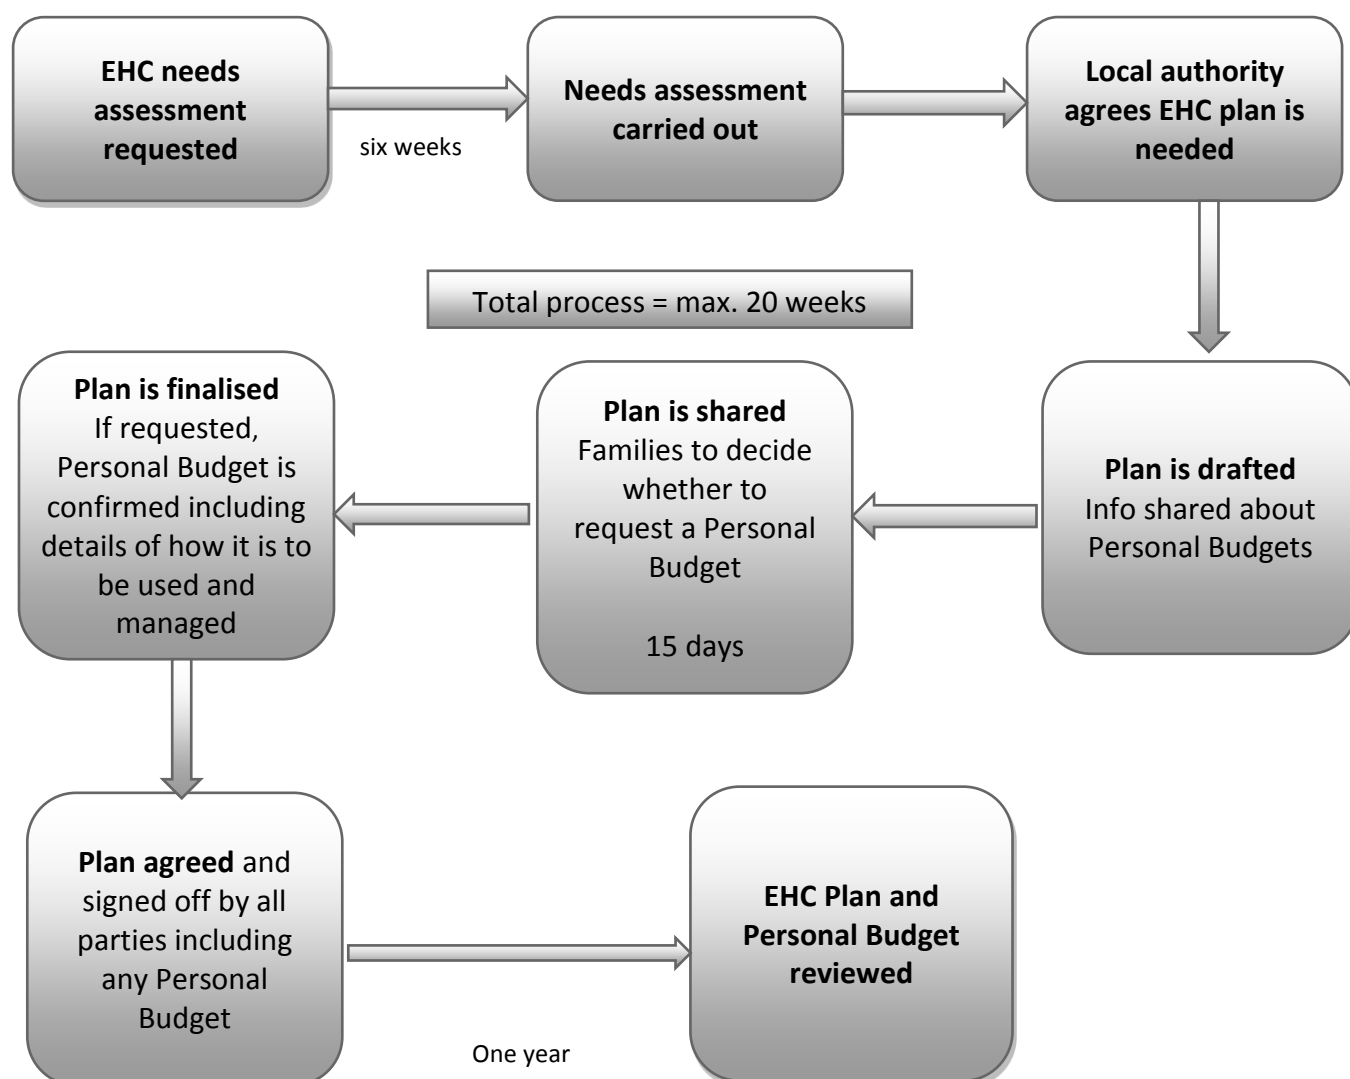 EHC needs
assessment
requested
six weeks
Needs assessment
carried out
Local authority
agrees EHC plan is
needed
Total process = max. 20 weeks
Plan is drafted
Info shared about
Personal Budgets
Plan is shared
Families to decide
whether to
request a Personal
Budget
15 days
Plan is finalised
If requested,
Personal Budget is
confirmed including
details of how it is to
be used and
managed
Plan agreed and
signed off by all
parties including
any Personal
Budget
One year
EHC Plan and
Personal Budget
reviewed